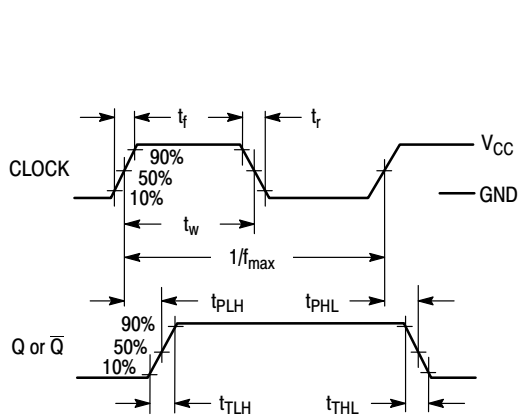 t_f t_r
90% V_CC
CLOCK 50%
10% GND
t_w
1/f_max
t_PLH t_PHL
90%
Q or Q̅ 50%
10%
t_TLH t_THL